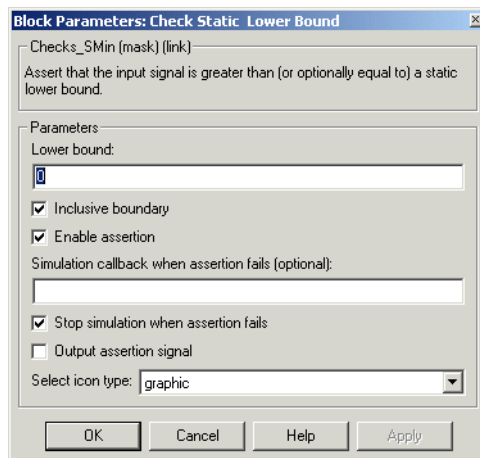 Block Parameters: Check Static  Lower Bound
Checks_SMin (mask) (link)
Assert that the input signal is greater than (or optionally equal to) a static
lower bound.
Parameters
Lower bound:
0
Inclusive boundary
Enable assertion
Simulation callback when assertion fails (optional):
Stop simulation when assertion fails
Output assertion signal
Select icon type: graphic
OK Cancel Help Apply